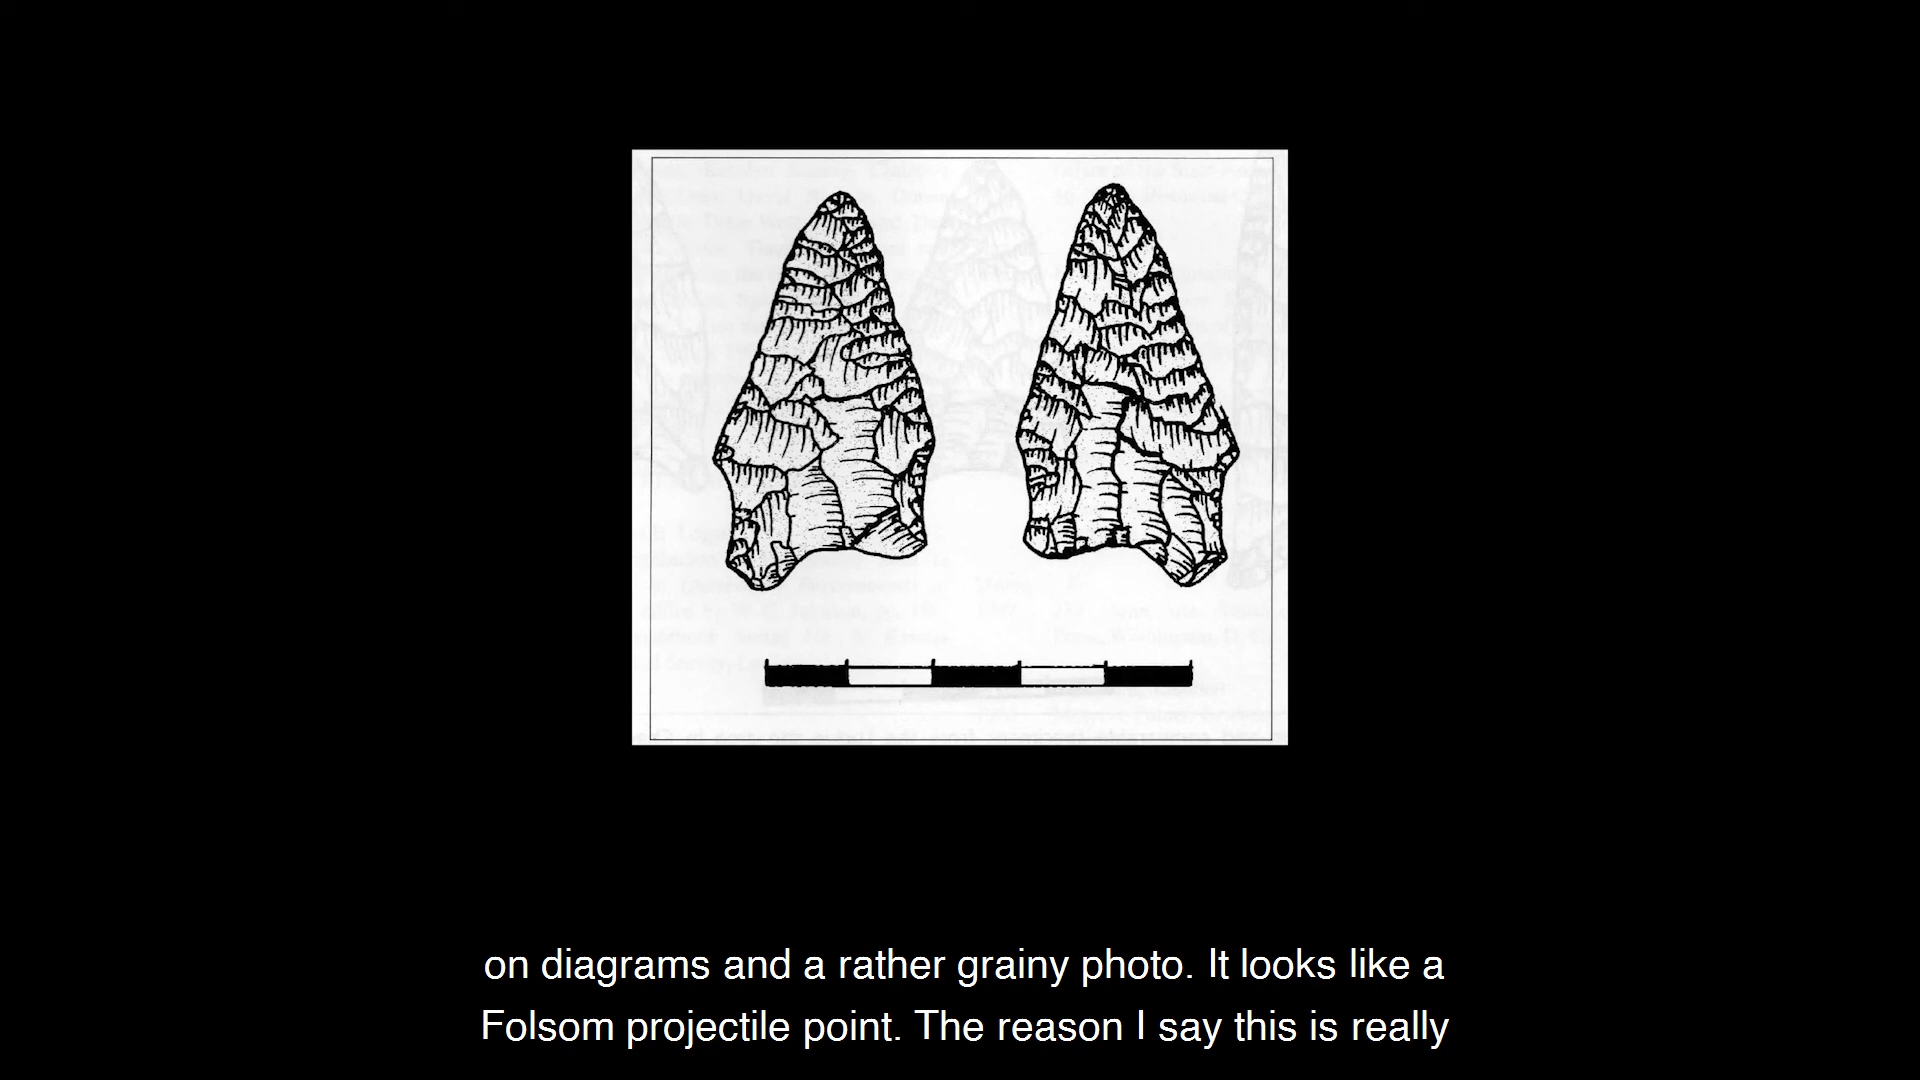 on diagrams and a rather grainy photo. It looks like a
Folsom projectile point. The reason I say this is really